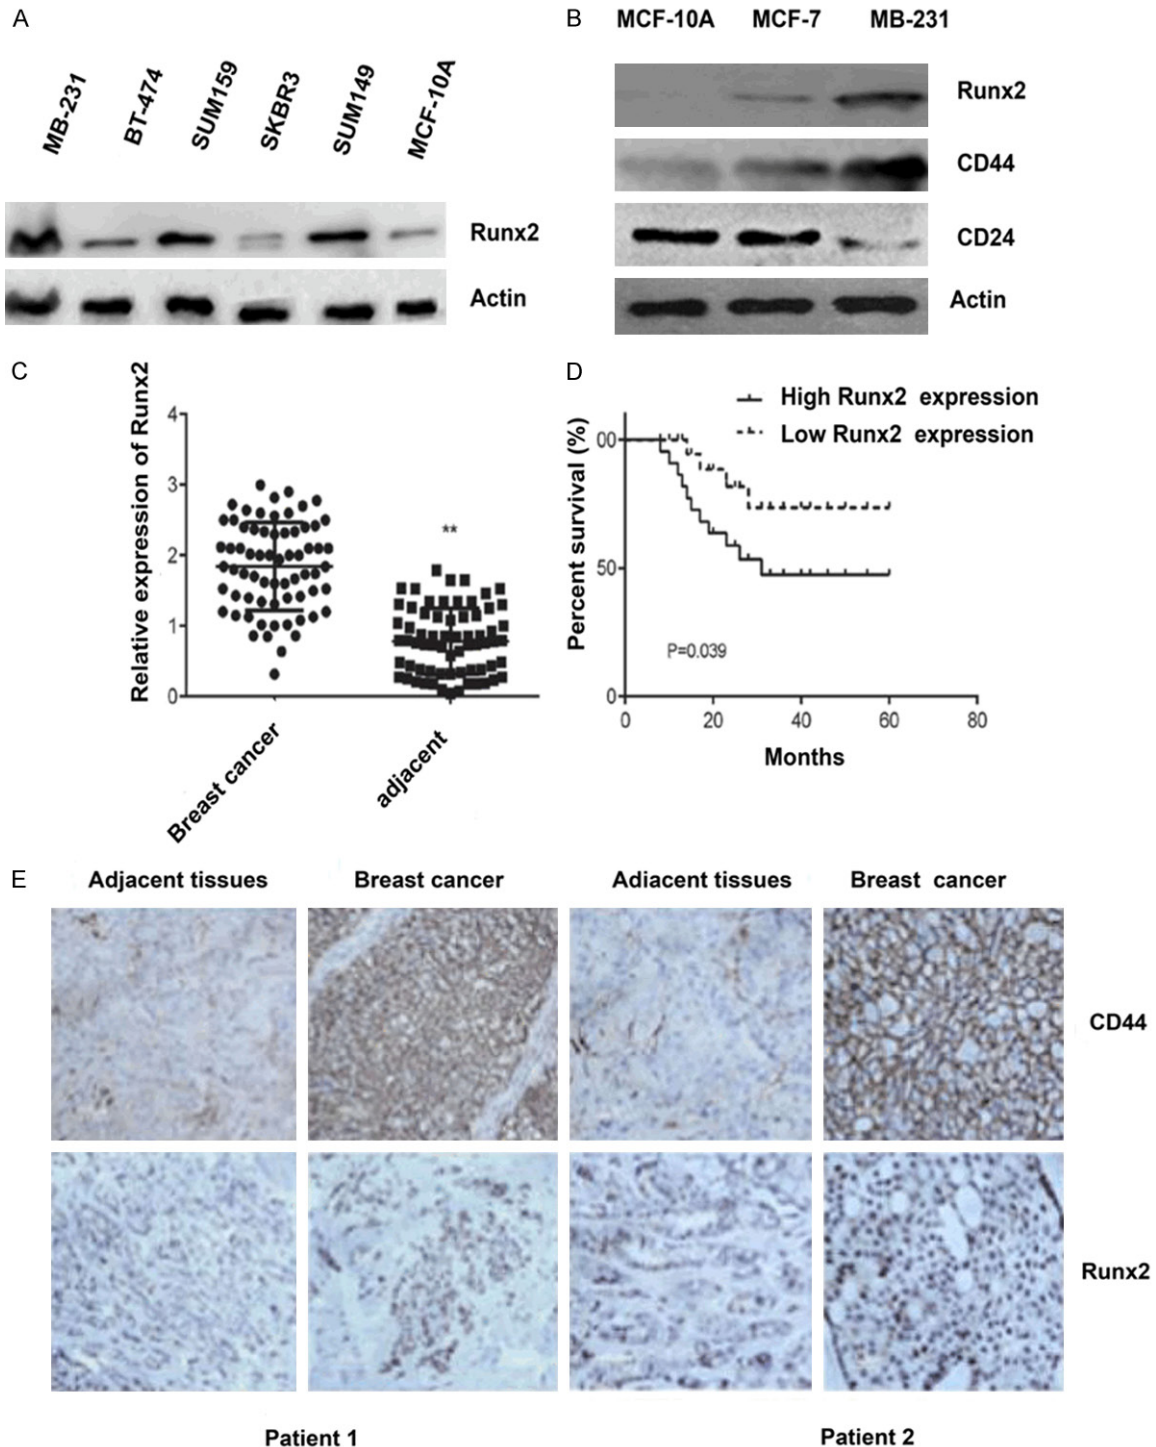 A
MB-231
BT-474
SUM159
SKBR3
SUM149
MCF-10A
Runx2
Actin
B
MCF-10A MCF-7 MB-231
Runx2
CD44
CD24
Actin
C
Relative expression of Runx2
4
3
2
1
0
**
Breast cancer
adjacent
D
High Runx2 expression
Low Runx2 expression
Percent survival (%)
00
50
0
P=0.039
0 20 40 60 80
Months
E
Adjacent tissues Breast cancer Adiacent tissues Breast cancer
CD44
Runx2
Patient 1 Patient 2